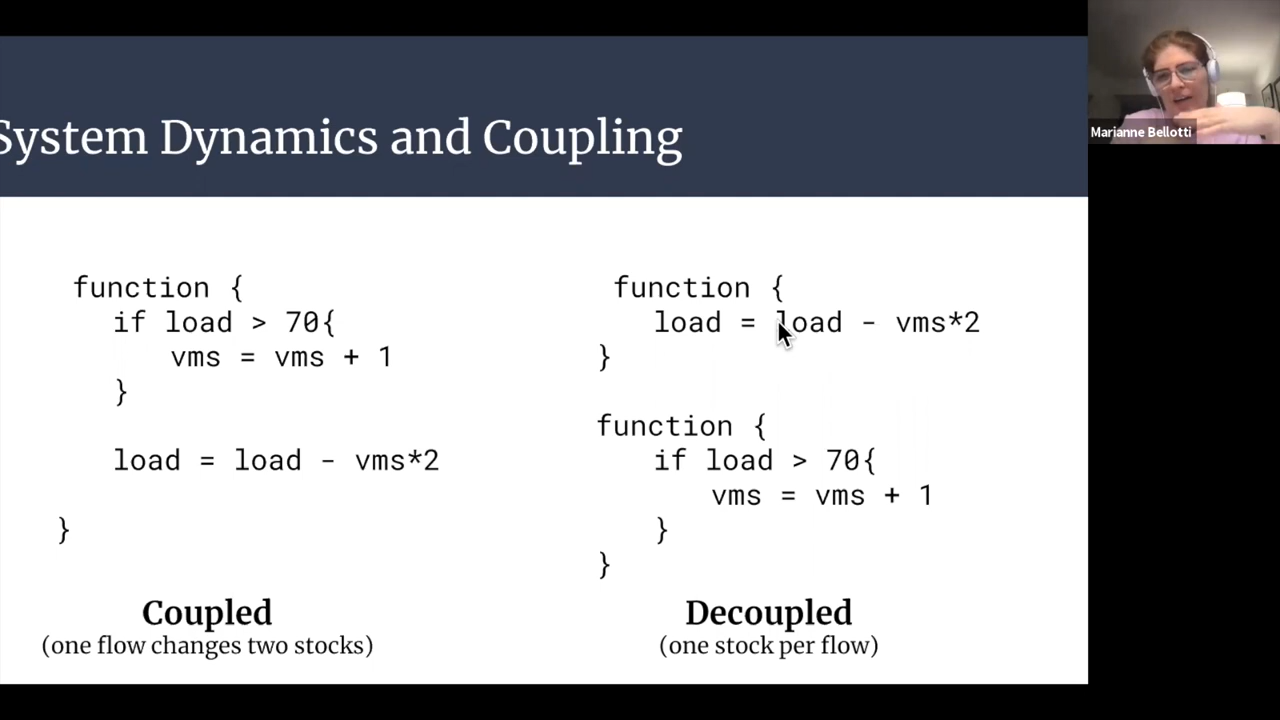 System Dynamics and Coupling
Marianne Bellotti
function {
if load > 70{
vms = vms + 1
}
load = load - vms*2
}
Coupled
(one flow changes two stocks)
function {
load = load - vms*2
}
function {
if load > 70{
vms = vms + 1
}
}
Decoupled
(one stock per flow)